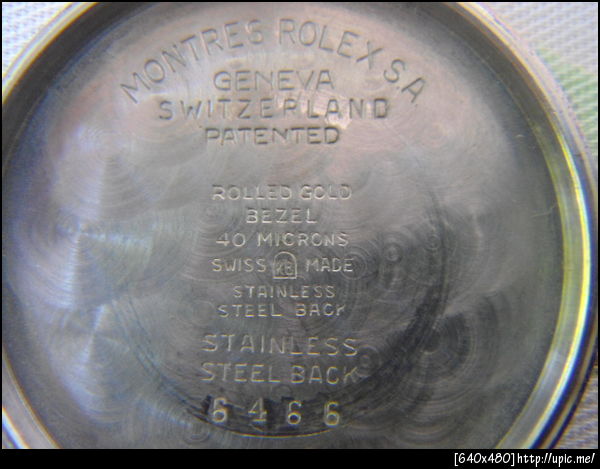 MONTRES ROLEX S.A.
GENEVA
SWITZERLAND
PATENTED
ROLLED GOLD
BEZEL
40 MICRONS
SWISS MADE
STAINLESS
STEEL BACK
STAINLESS
STEEL BACK
6466
[640x480]http://upic.me/